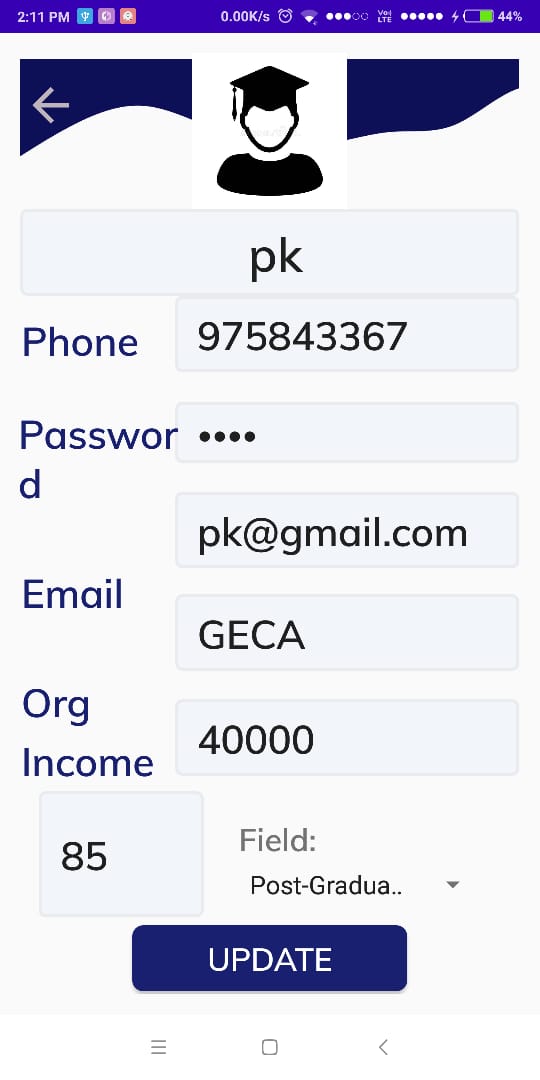 2:11 PM
0.00K/s
Vo)
LTE
44%
pk
Phone
975843367
Passwor
d
••••
pk@gmail.com
Email
GECA
Org
Income
40000
85
Field:
Post-Gradua..
UPDATE